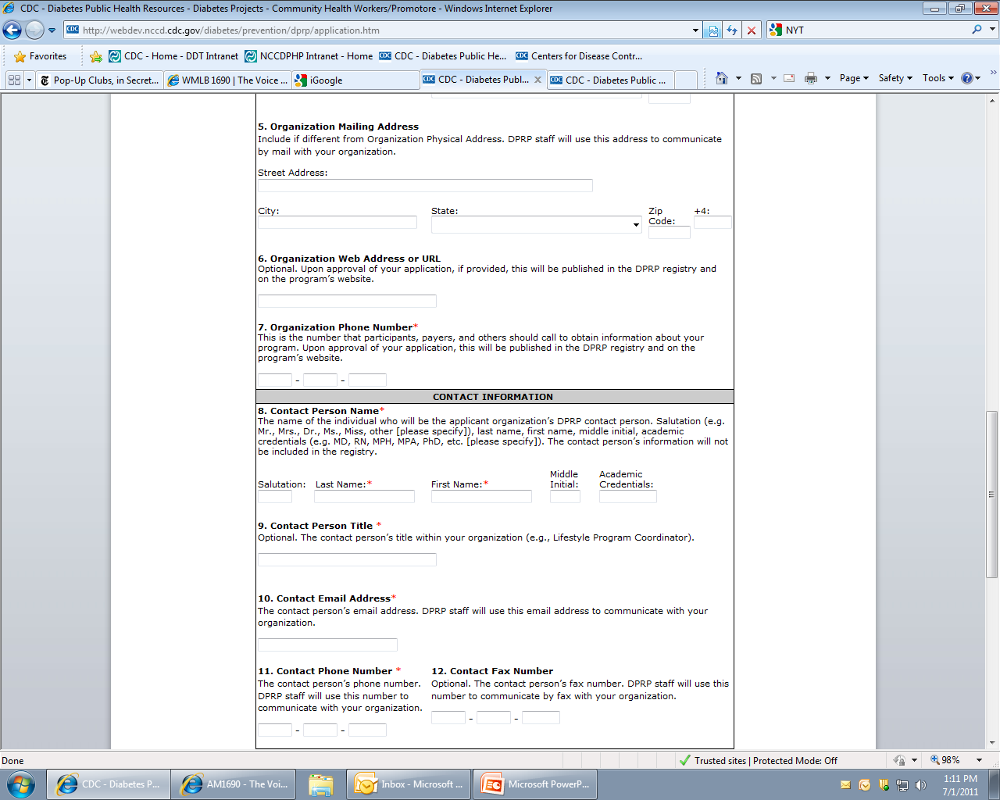 CDC - Diabetes Public Health Resources - Diabetes Projects - Community Health Workers/Promotore - Windows Internet Explorer
http://webdev.nccd.cdc.gov/diabetes/prevention/dprp/application.htm
NYT
Favorites
CDC - Home - DDT Intranet
NCCDPHP Intranet - Home
CDC - Diabetes Public He...
Centers for Disease Contr...
Pop-Up Clubs, in Secret...
WMLB 1690 | The Voice ...
iGoogle
CDC - Diabetes Publ...
CDC - Diabetes Public ...
Page
Safety
Tools
5. Organization Mailing Address
Include if different from Organization Physical Address. DPRP staff will use this address to communicate
by mail with your organization.
Street Address:
City:
State:
Zip
Code:
+4:
6. Organization Web Address or URL
Optional. Upon approval of your application, if provided, this will be published in the DPRP registry and
on the program's website.
7. Organization Phone Number*
This is the number that participants, payers, and others should call to obtain information about your
program. Upon approval of your application, this will be published in the DPRP registry and on the
program's website.
- -
CONTACT INFORMATION
8. Contact Person Name*
The name of the individual who will be the applicant organization's DPRP contact person. Salutation (e.g.
Mr., Mrs., Dr., Ms., Miss, other [please specify]), last name, first name, middle initial, academic
credentials (e.g. MD, RN, MPH, MPA, PhD, etc. [please specify]). The contact person's information will not
be included in the registry.
Salutation:
Last Name:*
First Name:*
Middle
Initial:
Academic
Credentials:
9. Contact Person Title *
Optional. The contact person's title within your organization (e.g., Lifestyle Program Coordinator).
10. Contact Email Address*
The contact person's email address. DPRP staff will use this email address to communicate with your
organization.
11. Contact Phone Number *
The contact person's phone number.
DPRP staff will use this number to
communicate with your organization.
- -
12. Contact Fax Number
Optional. The contact person's fax number. DPRP staff will use this
number to communicate by fax with your organization.
- -
Done
Trusted sites | Protected Mode: Off
98%
CDC - Diabetes P...
AM1690 - The Voi...
Inbox - Microsoft ...
Microsoft PowerP...
1:11 PM
7/1/2011